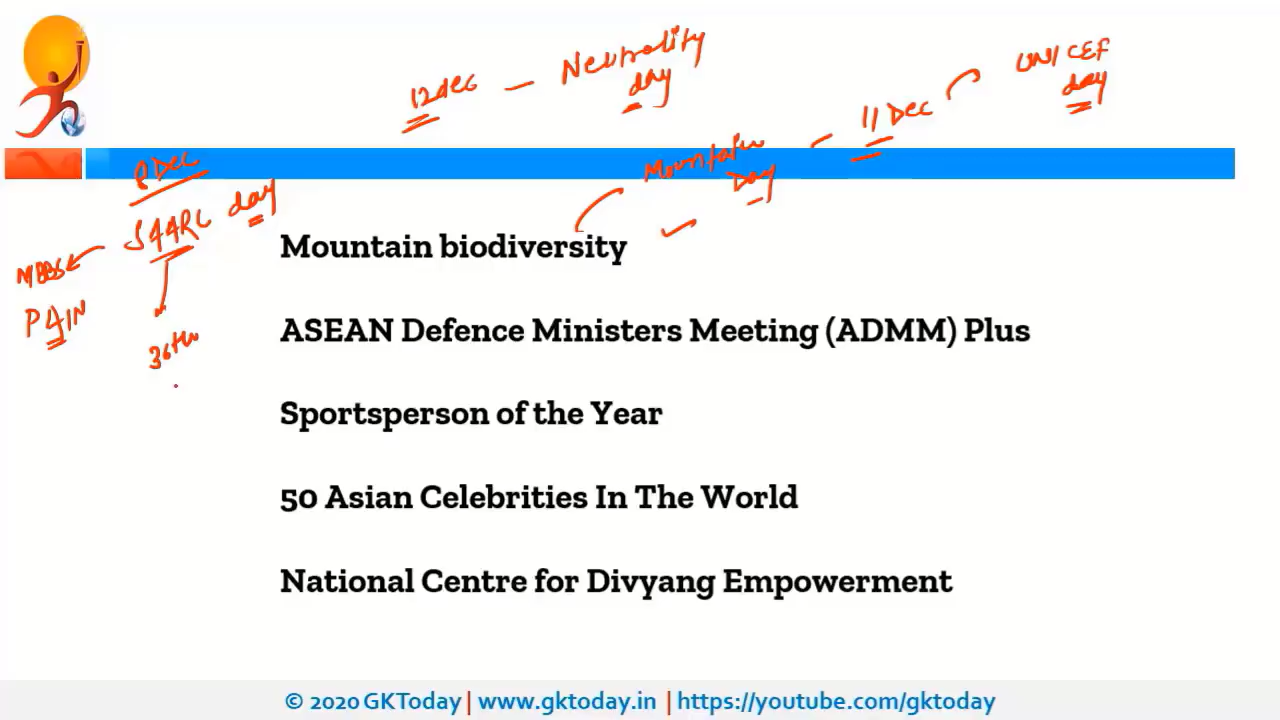 12 dec — Neutrality day
UNICEF day
11 Dec
Mountain Day
8 Dec
SAARC day
MBBS
PAIN
36th
Mountain biodiversity
ASEAN Defence Ministers Meeting (ADMM) Plus
Sportsperson of the Year
50 Asian Celebrities In The World
National Centre for Divyang Empowerment
© 2020 GKToday | www.gktoday.in | https://youtube.com/gktoday